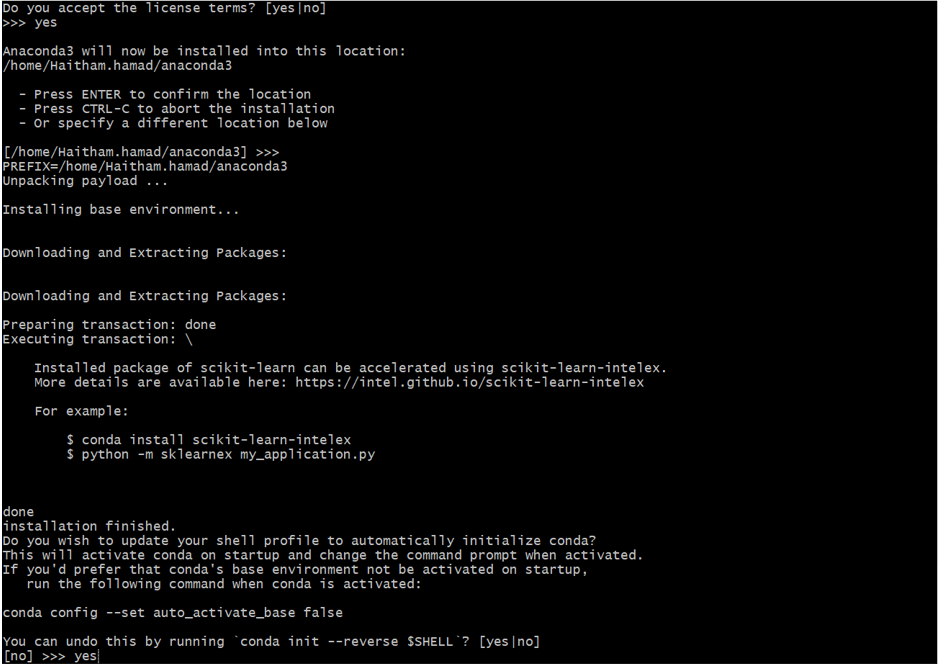 Do you accept the license terms? [yes|no]
>>> yes
Anaconda3 will now be installed into this location:
/home/Haitham.hamad/anaconda3
- Press ENTER to confirm the location
- Press CTRL-C to abort the installation
- Or specify a different location below
[/home/Haitham.hamad/anaconda3] >>>
PREFIX=/home/Haitham.hamad/anaconda3
Unpacking payload ...
Installing base environment...
Downloading and Extracting Packages:
Downloading and Extracting Packages:
Preparing transaction: done
Executing transaction: \
Installed package of scikit-learn can be accelerated using scikit-learn-intelex.
More details are available here: https://intel.github.io/scikit-learn-intelex
For example:
$ conda install scikit-learn-intelex
$ python -m sklearnex my_application.py
done
installation finished.
Do you wish to update your shell profile to automatically initialize conda?
This will activate conda on startup and change the command prompt when activated.
If you'd prefer that conda's base environment not be activated on startup,
run the following command when conda is activated:
conda config --set auto_activate_base false
You can undo this by running `conda init --reverse $SHELL`? [yes|no]
[no] >>> yes